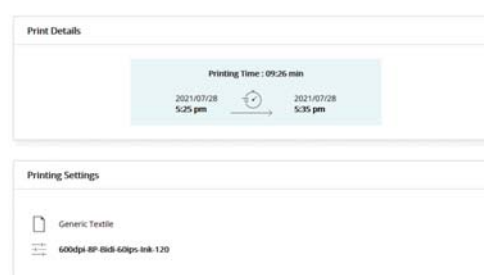 Print Details
Printing Time : 09:26 min
2021/07/28
5:25 pm
2021/07/28
5:35 pm
Printing Settings
Generic Textile
600dpi-8P-Bidi-60ips-Ink-120